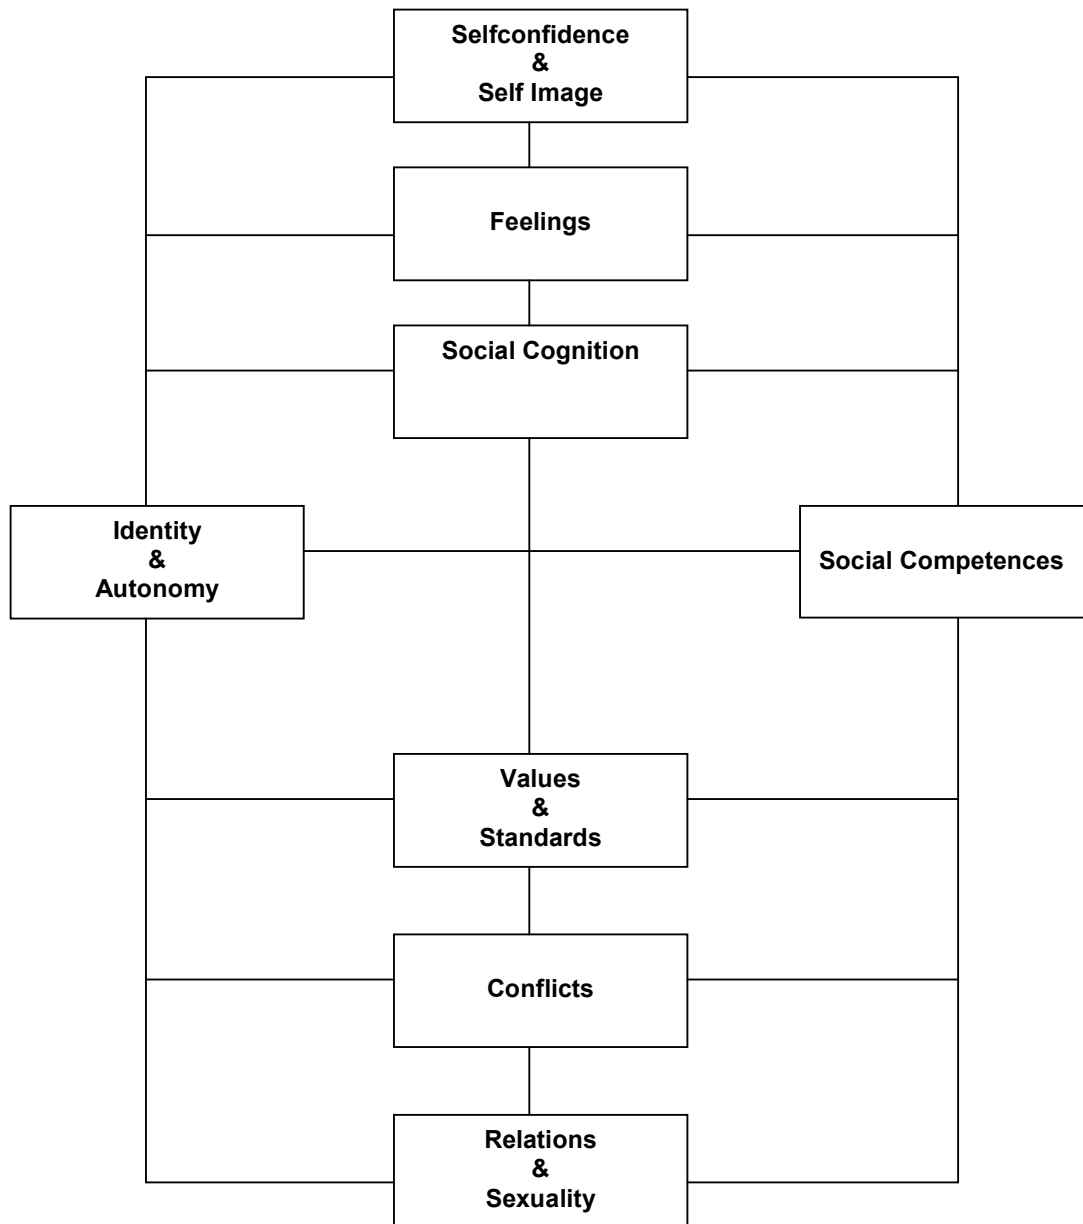 Selfconfidence
&
Self Image
Feelings
Social Cognition
Identity
&
Autonomy
Social Competences
Values
&
Standards
Conflicts
Relations
&
Sexuality